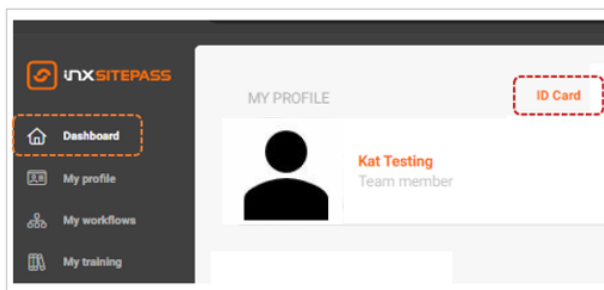 inxSITEPASS
MY PROFILE
ID Card
Dashboard
Kat Testing
Team member
My profile
My workflows
My training